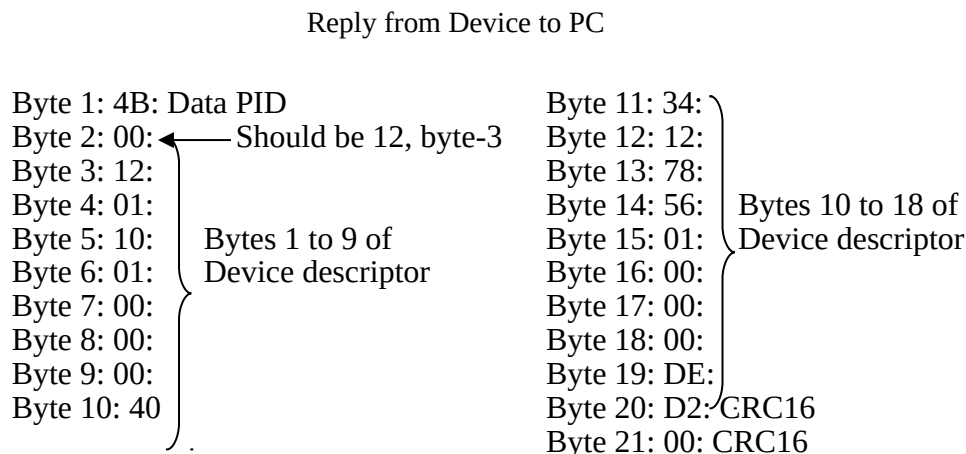 Reply from Device to PC
Byte 1: 4B: Data PID
Byte 2: 00: Should be 12, byte-3
Byte 3: 12:
Byte 4: 01:
Byte 5: 10:
Byte 6: 01:
Byte 7: 00:
Byte 8: 00:
Byte 9: 00:
Byte 10: 40
Bytes 1 to 9 of
Device descriptor
Byte 11: 34:
Byte 12: 12:
Byte 13: 78:
Byte 14: 56:
Byte 15: 01:
Byte 16: 00:
Byte 17: 00:
Byte 18: 00:
Byte 19: DE:
Byte 20: D2: CRC16
Byte 21: 00: CRC16
Bytes 10 to 18 of
Device descriptor